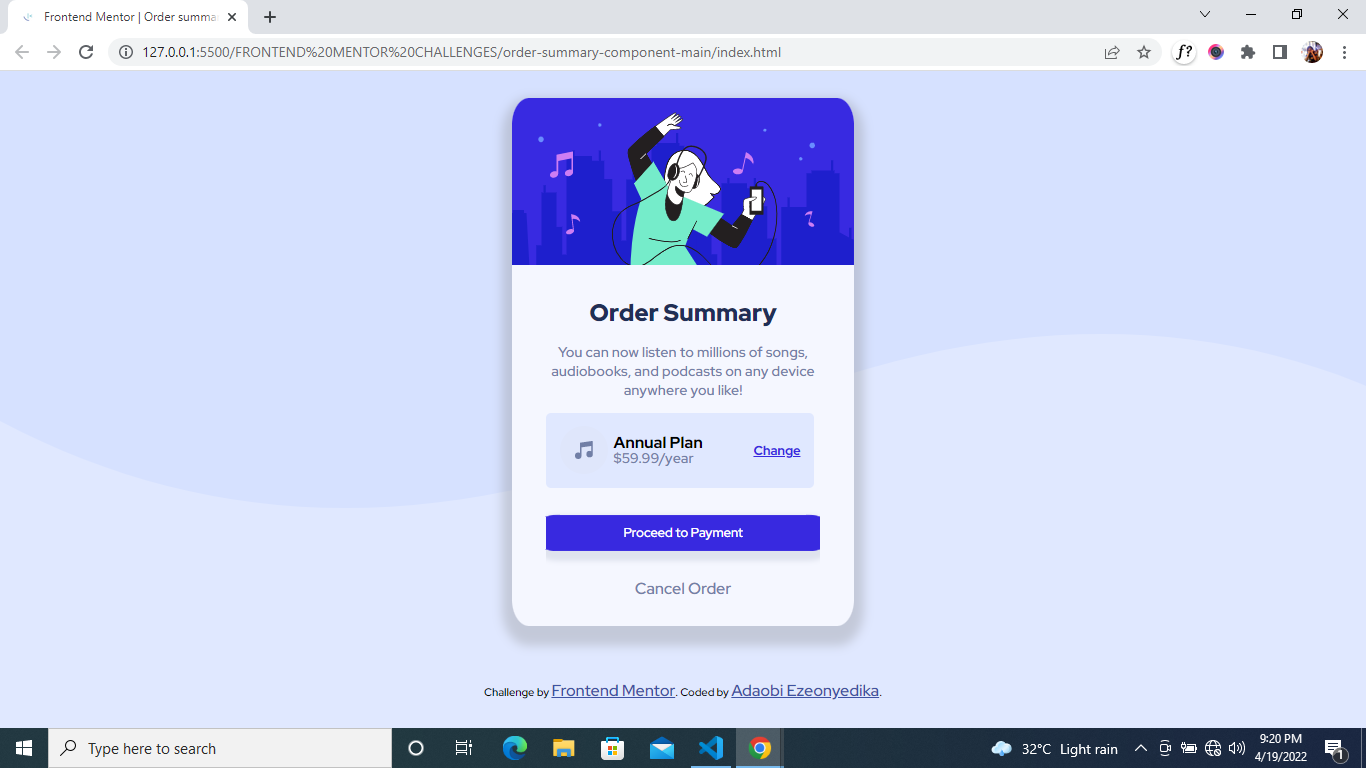 Frontend Mentor | Order summa
127.0.0.1:5500/FRONTEND%20MENTOR%20CHALLENGES/order-summary-component-main/index.html
f?
Order Summary
You can now listen to millions of songs,
audiobooks, and podcasts on any device
anywhere you like!
Annual Plan
$59.99/year
Change
Proceed to Payment
Cancel Order
Challenge by Frontend Mentor. Coded by Adaobi Ezeonyedika.
Type here to search
32°C Light rain
9:20 PM
4/19/2022
1